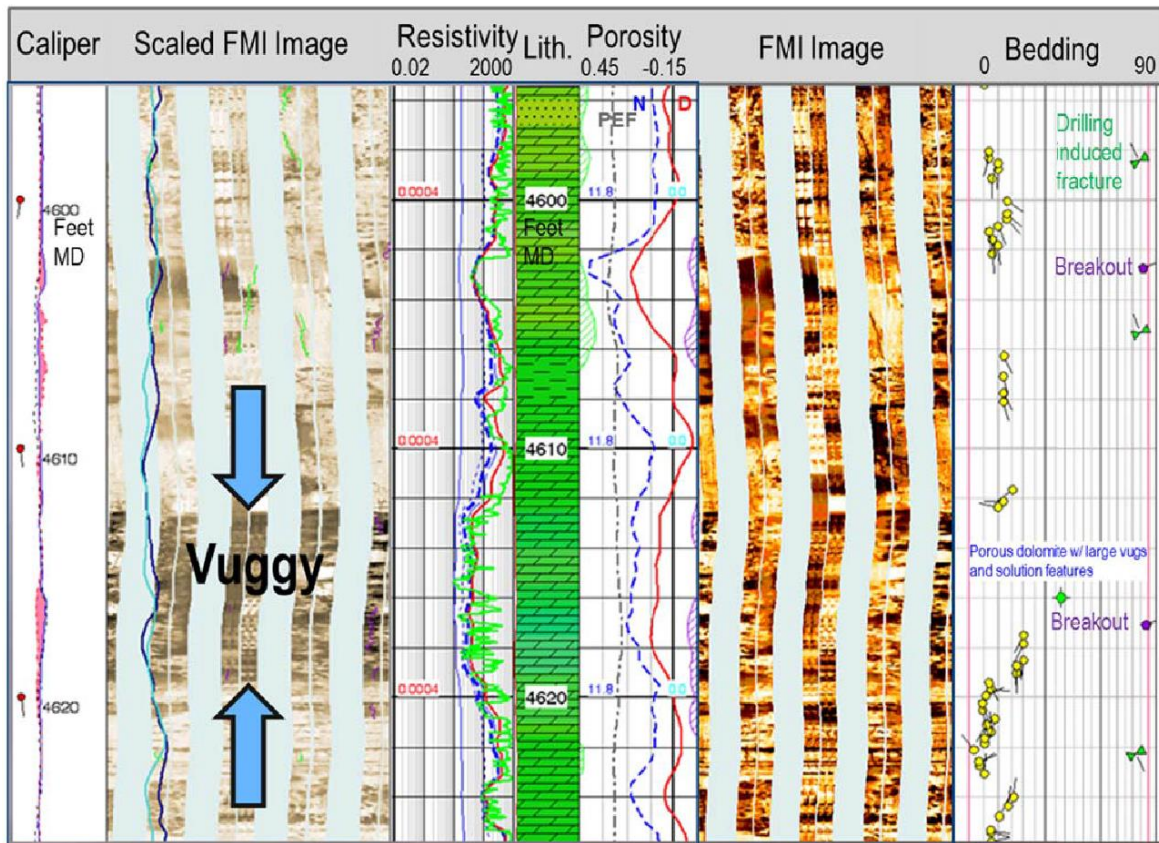 Caliper
Scaled FMI Image
Resistivity
0.02 2000
Lith.
Porosity
0.45 -0.15
FMI Image
Bedding
0 90
N
D
PEF
Drilling
induced
fracture
0.0004
11.8
0.0
4600
Feet
MD
4600
Feet
MD
Breakout
4610
0.0004
4610
11.8
0.0
Vuggy
Porous dolomite w/ large vugs
and solution features
Breakout
4620
0.0004
4620
11.8
0.0